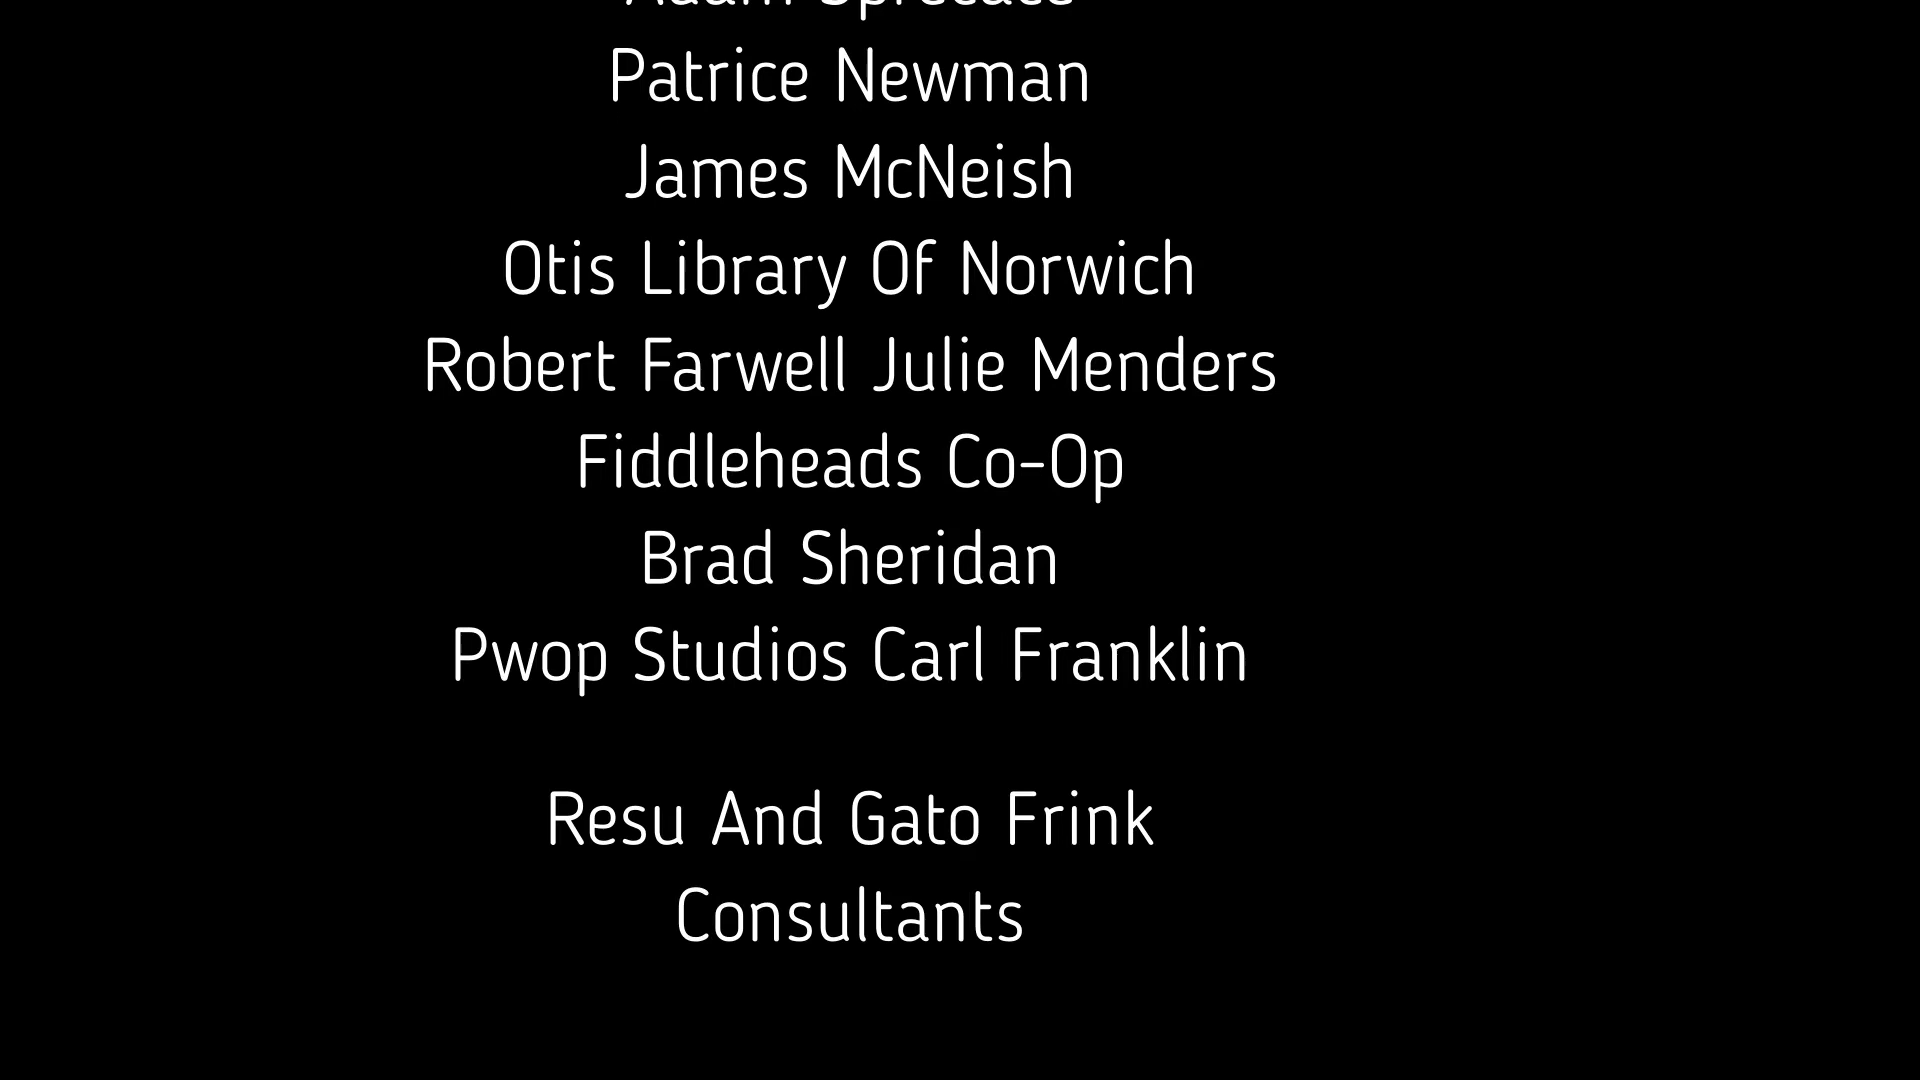 Patrice Newman
James McNeish
Otis Library Of Norwich
Robert Farwell Julie Menders
Fiddleheads Co-Op
Brad Sheridan
Pwop Studios Carl Franklin
Resu And Gato Frink
Consultants